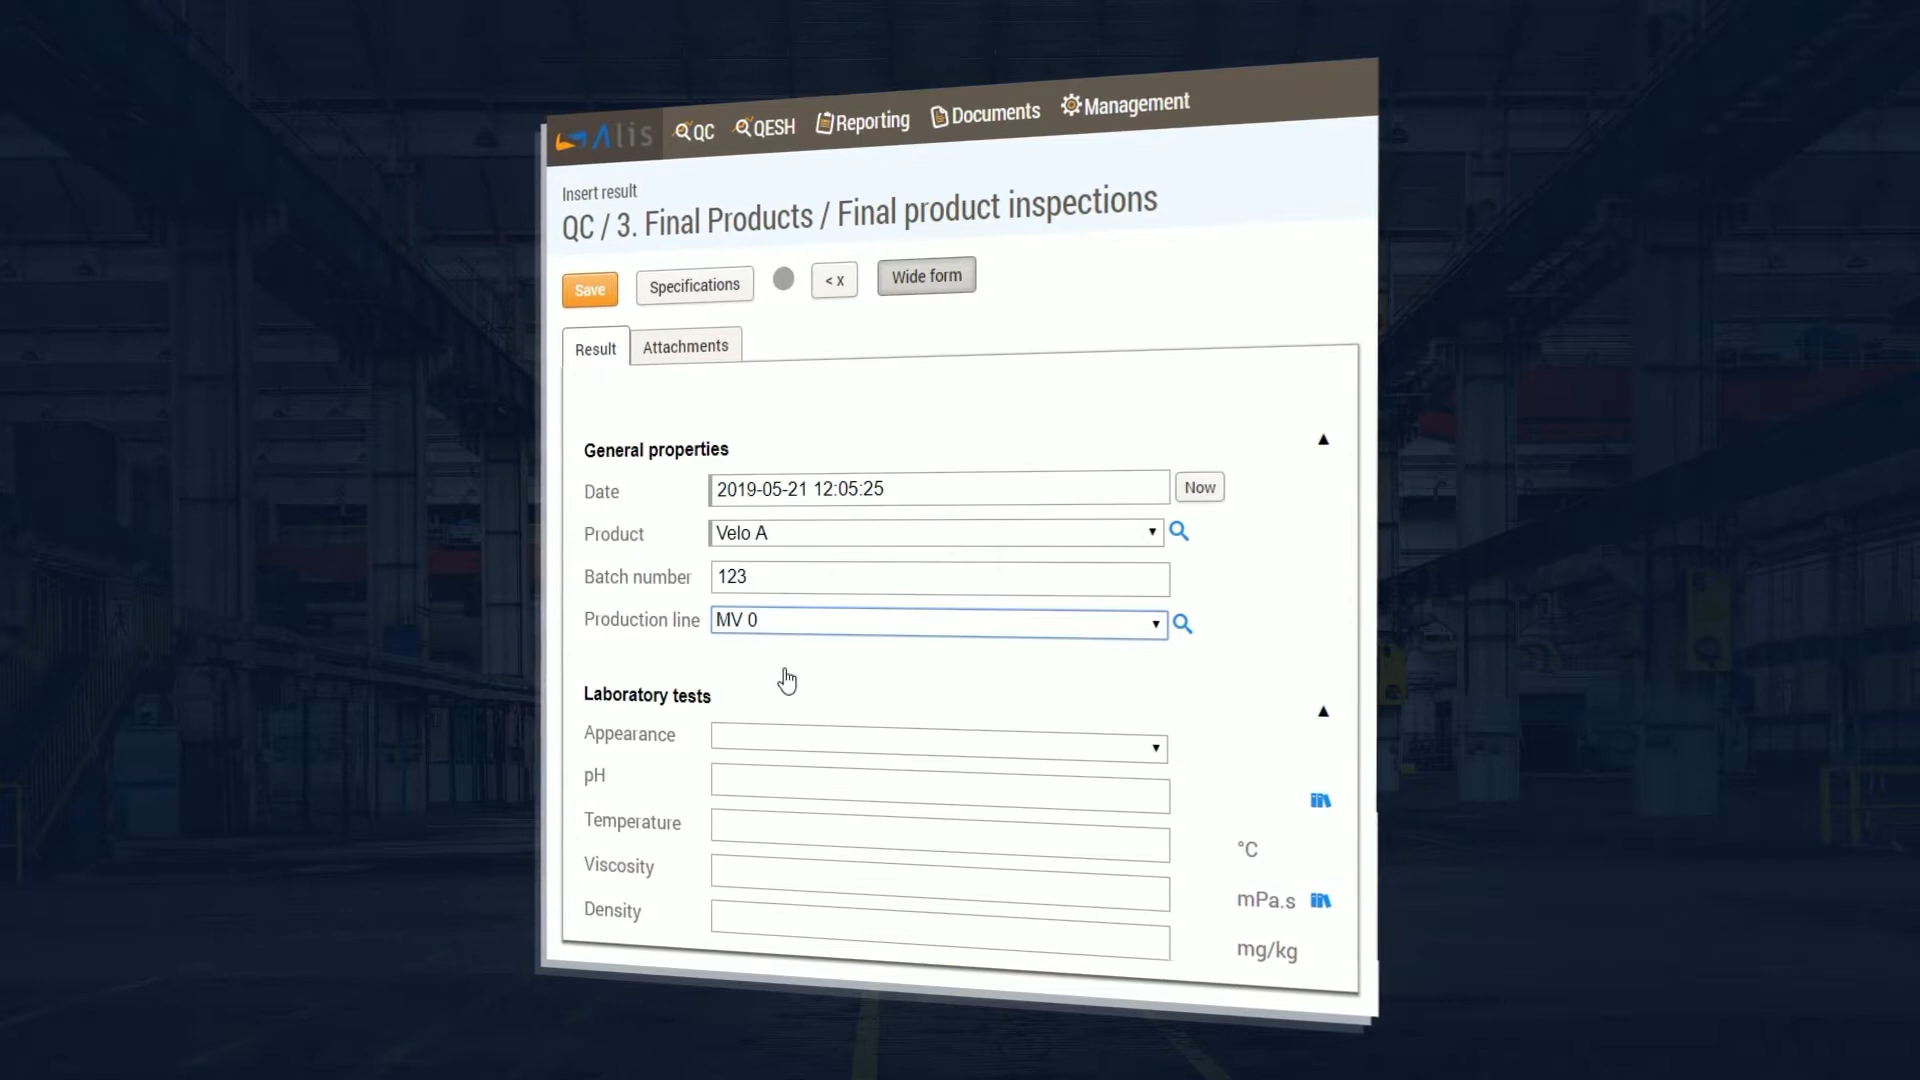 Alis QC QESH Reporting Documents Management
Insert result
QC / 3. Final Products / Final product inspections
Save Specifications < x Wide form
Result Attachments
General properties
Date 2019-05-21 12:05:25 Now
Product Velo A
Batch number 123
Production line MV 0
Laboratory tests
Appearance
pH
Temperature °C
Viscosity mPa.s
Density mg/kg